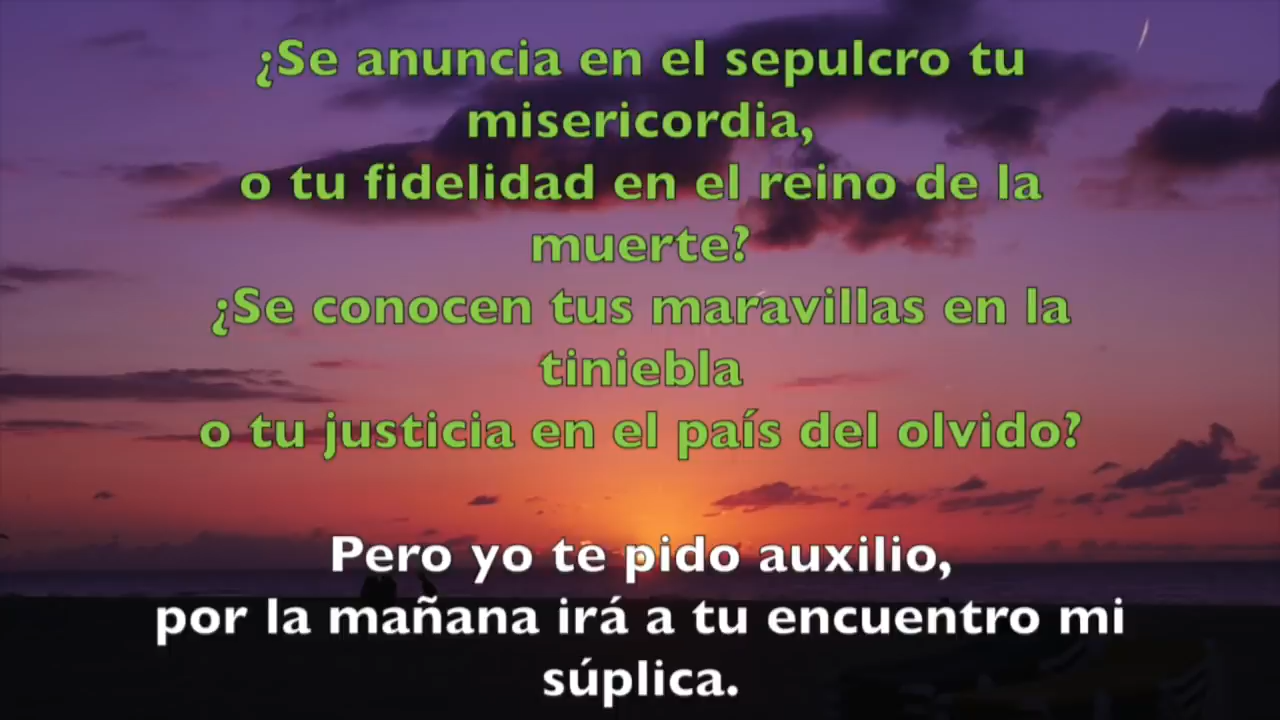 ¿Se anuncia en el sepulcro tu
misericordia,
o tu fidelidad en el reino de la
muerte?
¿Se conocen tus maravillas en la
tiniebla
o tu justicia en el país del olvido?
Pero yo te pido auxilio,
por la mañana irá a tu encuentro mi
súplica.